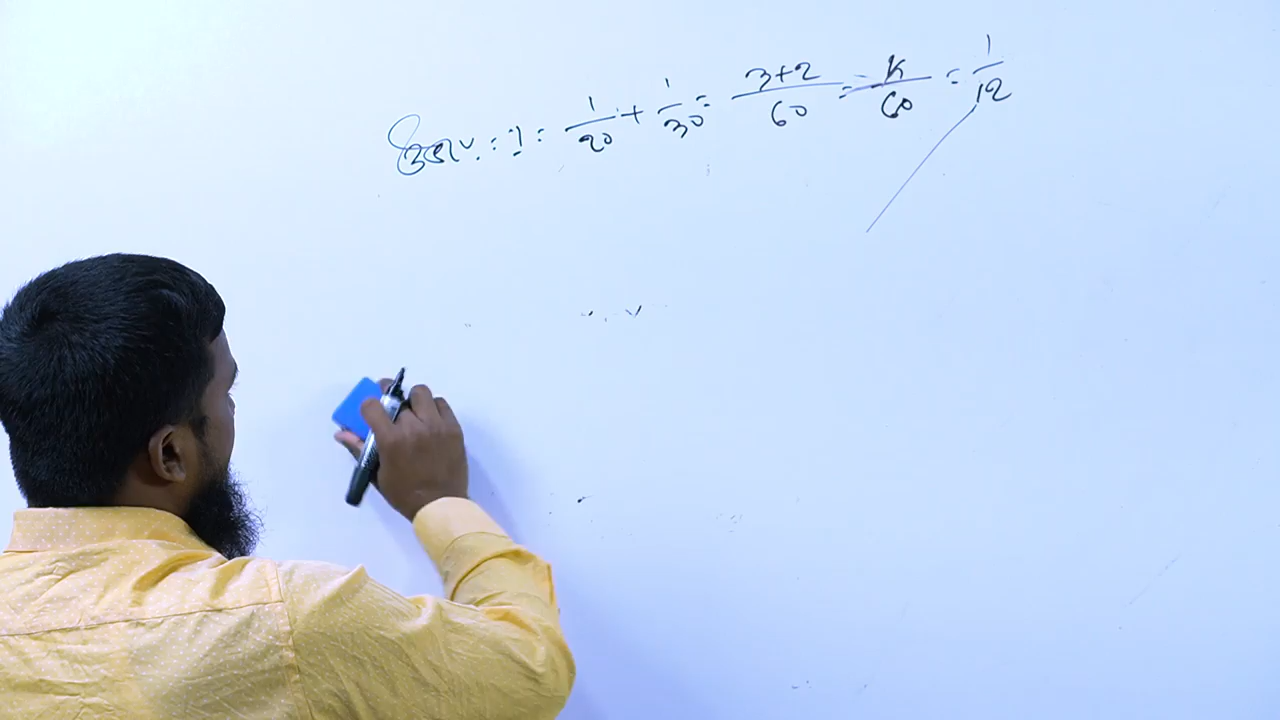 1 = 1/20 + 1/30 = 3+2/60 = 5/60 = 1/12